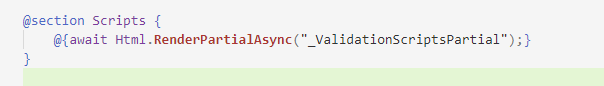 @section Scripts {
    @{await Html.RenderPartialAsync("_ValidationScriptsPartial");}
}